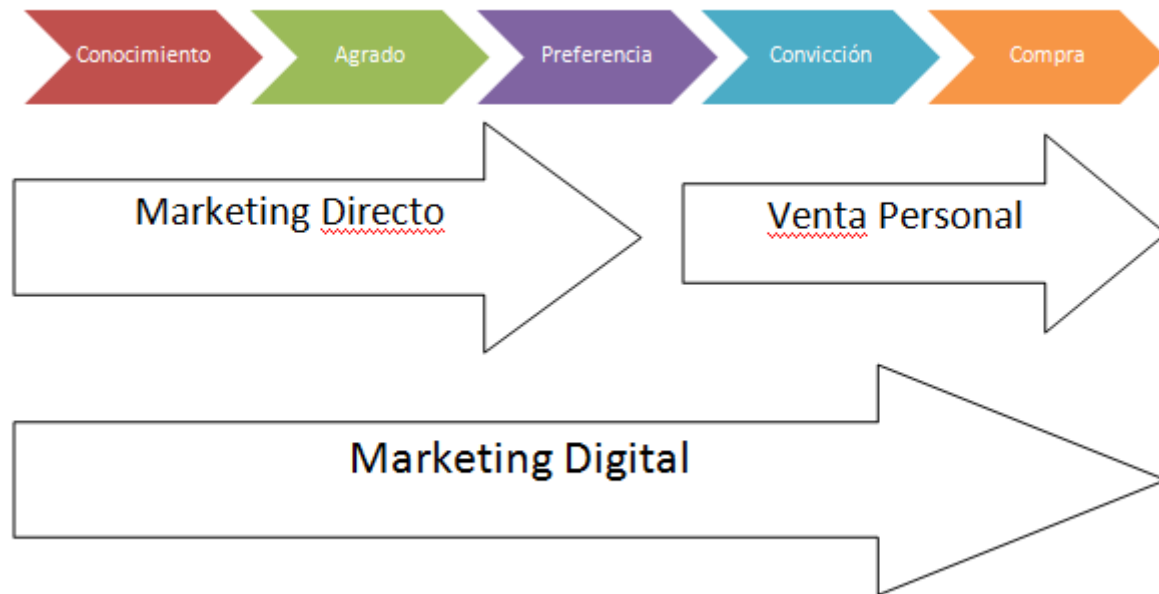 Conocimiento
Agrado
Preferencia
Convicción
Compra
Marketing Directo
Venta Personal
Marketing Digital